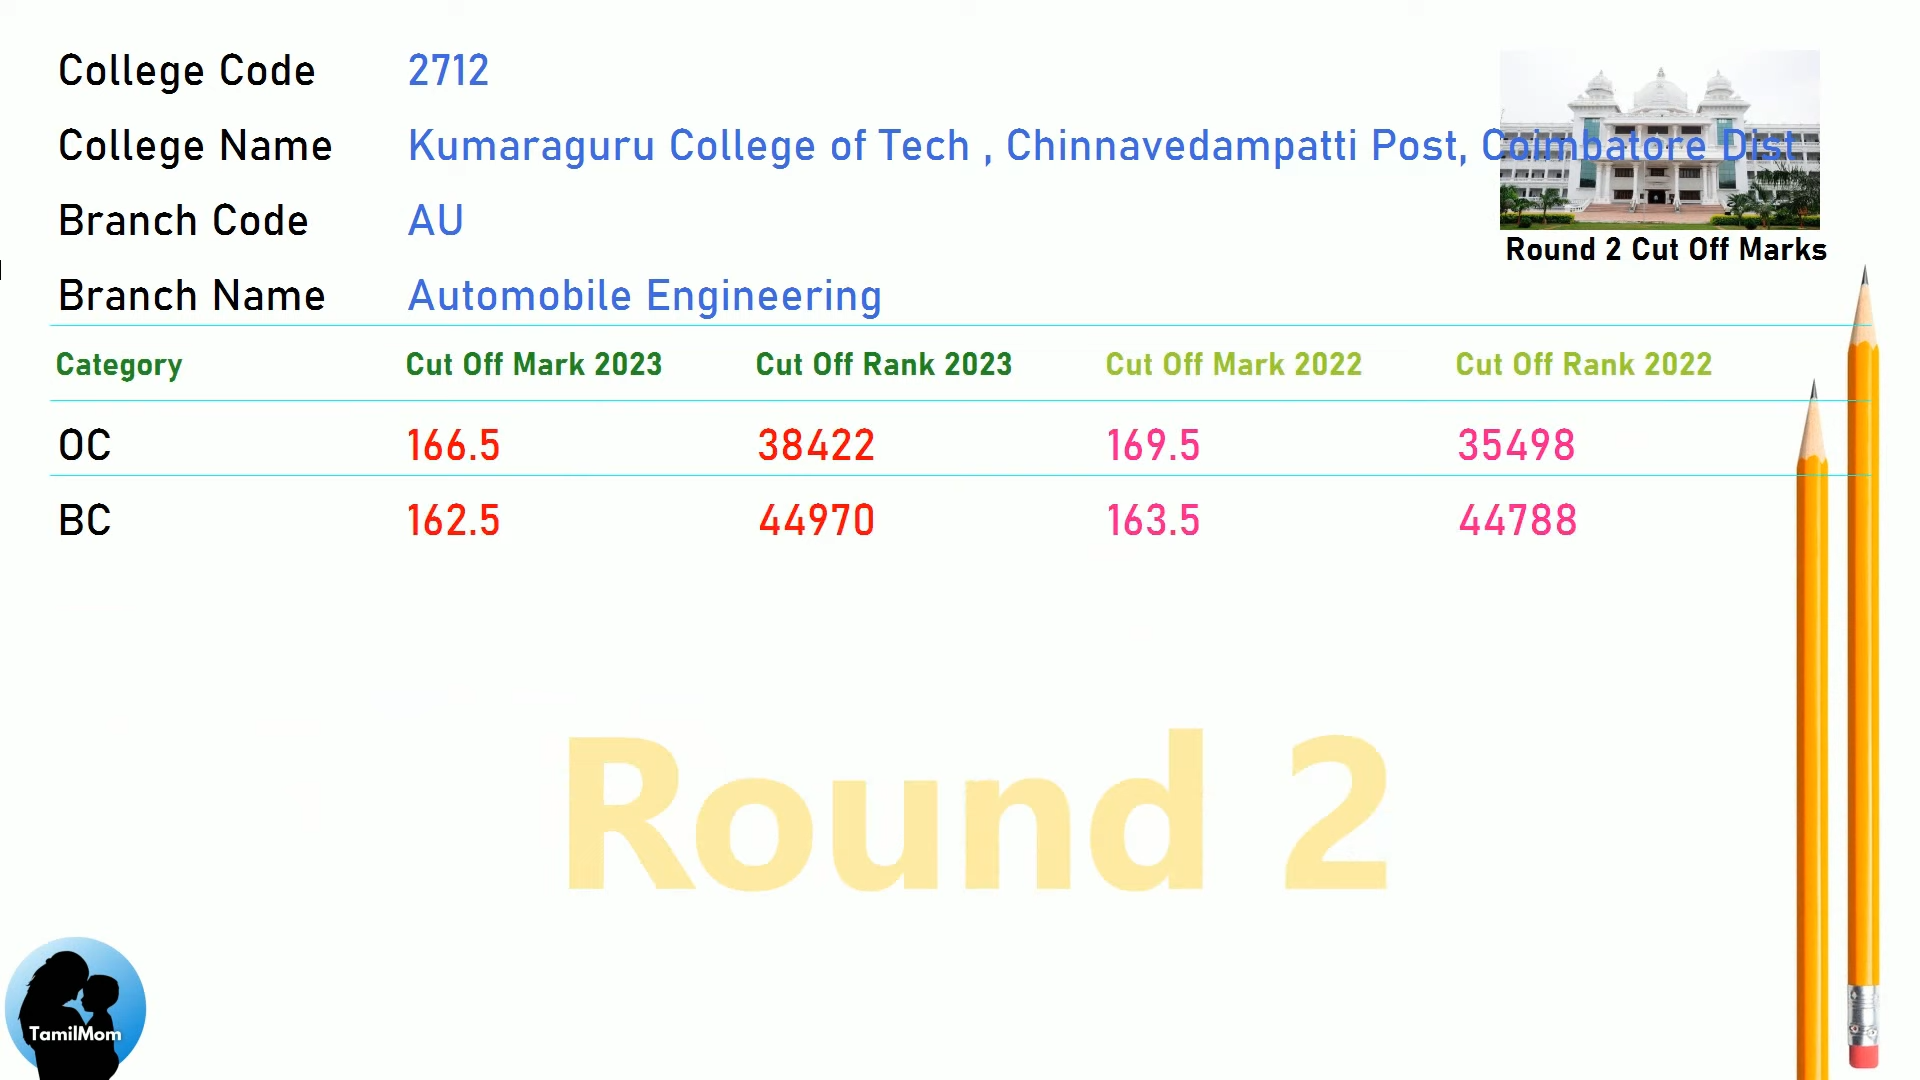 College Code 2712
College Name Kumaraguru College of Tech , Chinnavedampatti Post, Coimbatore Dist
Branch Code AU
Round 2 Cut Off Marks
Branch Name Automobile Engineering
Category Cut Off Mark 2023 Cut Off Rank 2023 Cut Off Mark 2022 Cut Off Rank 2022
OC 166.5 38422 169.5 35498
BC 162.5 44970 163.5 44788
Round 2
TamilMom